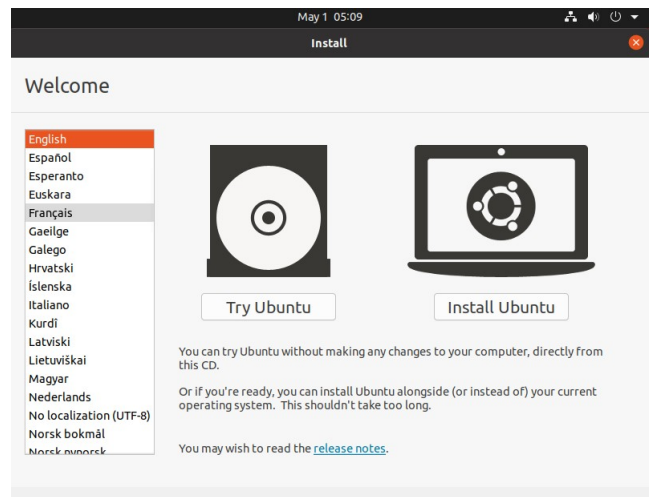 May 1 05:09
Install
Welcome
English
Español
Esperanto
Euskara
Français
Gaeilge
Galego
Hrvatski
Íslenska
Italiano
Kurdî
Latviski
Lietuviškai
Magyar
Nederlands
No localization (UTF-8)
Norsk bokmål
Norsk nynorsk
Try Ubuntu
Install Ubuntu
You can try Ubuntu without making any changes to your computer, directly from
this CD.
Or if you're ready, you can install Ubuntu alongside (or instead of) your current
operating system. This shouldn't take too long.
You may wish to read the release notes.